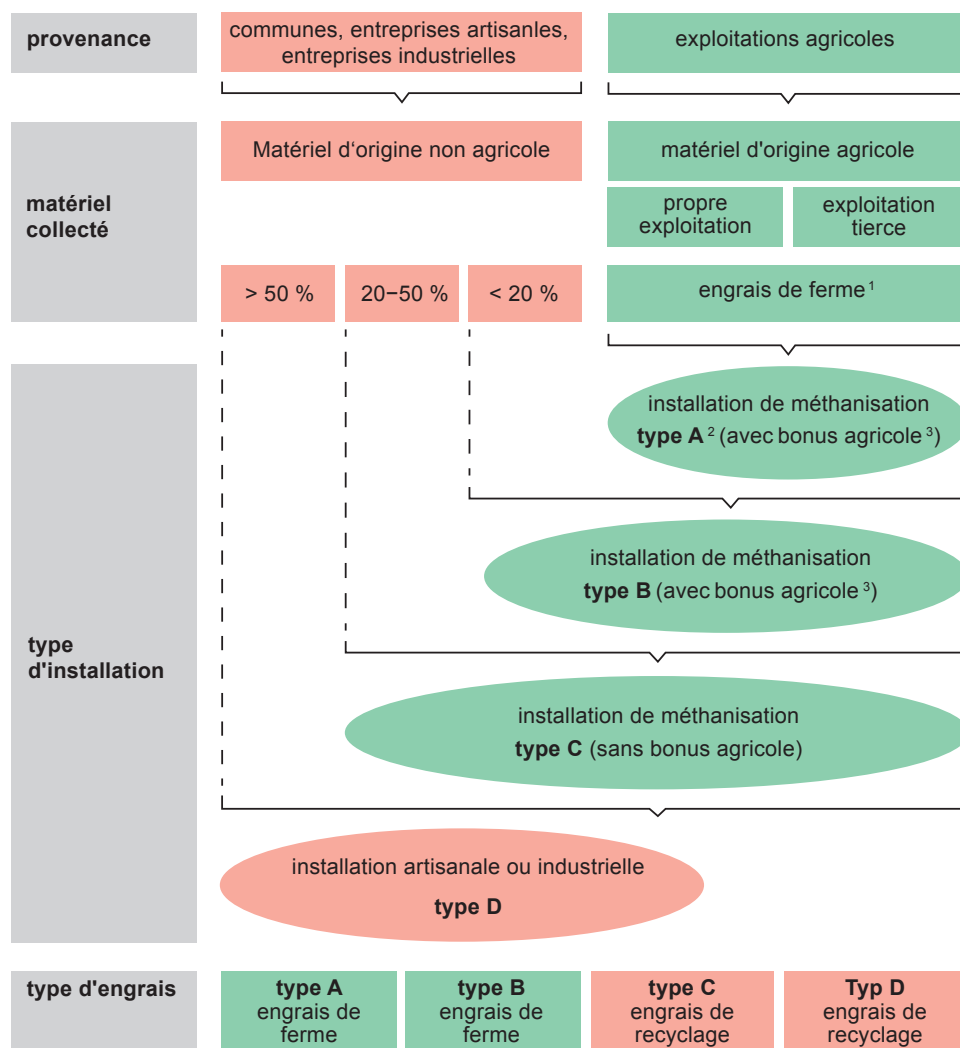 provenance
communes, entreprises artisanles,
entreprises industrielles
exploitations agricoles
matériel
collecté
Matériel d‘origine non agricole
matériel d'origine agricole
propre
exploitation
exploitation
tierce
> 50 %
20–50 %
< 20 %
engrais de ferme ¹
type
d'installation
installation de méthanisation
type A ² (avec bonus agricole ³)
installation de méthanisation
type B (avec bonus agricole ³)
installation de méthanisation
type C (sans bonus agricole)
installation artisanale ou industrielle
type D
type d'engrais
type A
engrais de
ferme
type B
engrais de
ferme
type C
engrais de
recyclage
Typ D
engrais de
recyclage